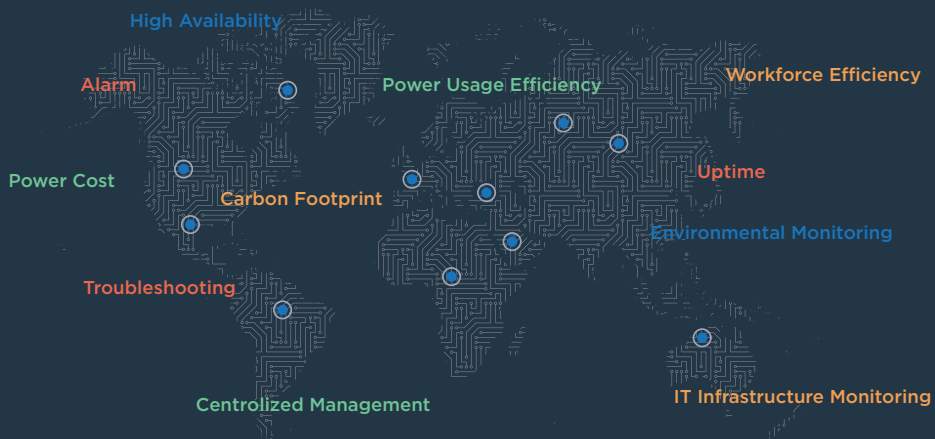 High Availability
Workforce Efficiency
Alarm
Power Usage Efficiency
Uptime
Power Cost
Carbon Footprint
Environmental Monitoring
Troubleshooting
IT Infrastructure Monitoring
Centrolized Management